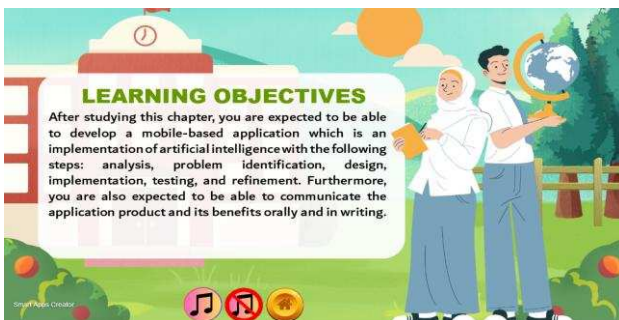 LEARNING OBJECTIVES
After studying this chapter, you are expected to be able
to develop a mobile-based application which is an
implementation of artificial intelligence with the following
steps: analysis, problem identification, design,
implementation, testing, and refinement. Furthermore,
you are also expected to be able to communicate the
application product and its benefits orally and in writing.
Smart Apps Creator